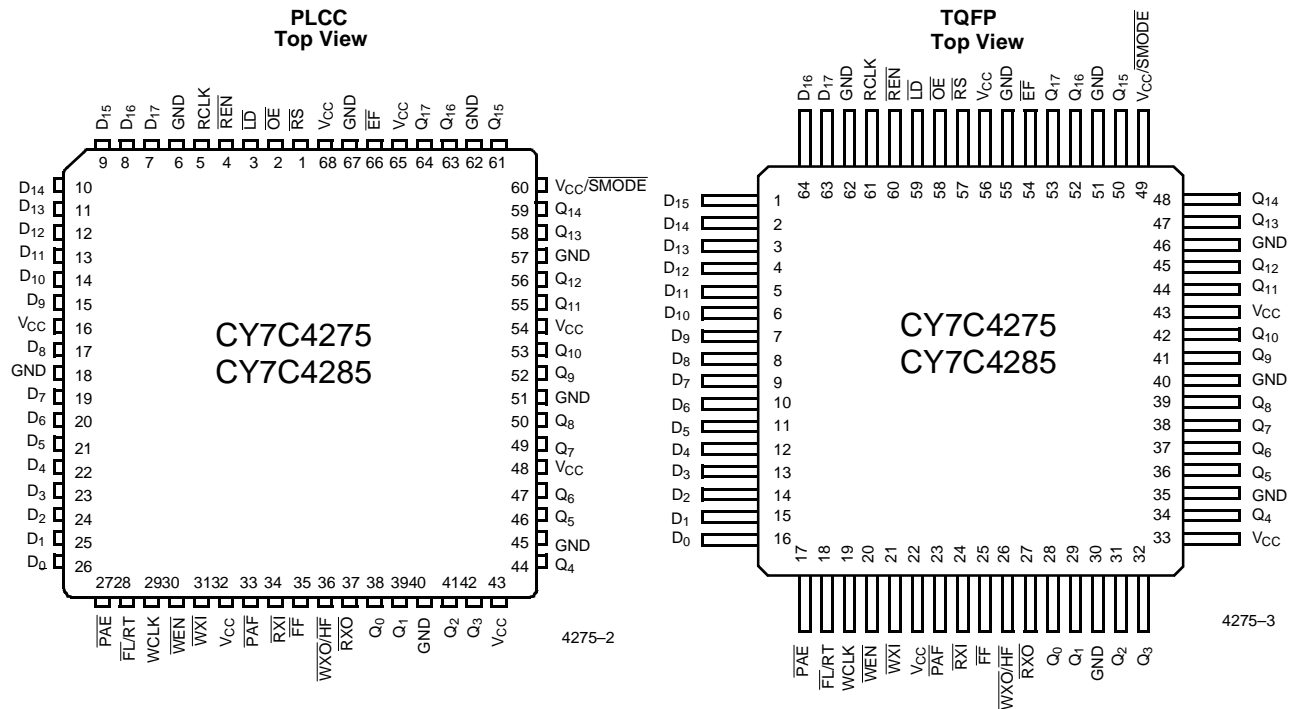 PLCC
Top View
D15 D16 D17 GND RCLK REN LD OE RS VCC GND EF VCC Q17 Q16 GND Q15
9 8 7 6 5 4 3 2 1 68 67 66 65 64 63 62 61
D14 10
D13 11
D12 12
D11 13
D10 14
D9 15
VCC 16
D8 17
GND 18
D7 19
D6 20
D5 21
D4 22
D3 23
D2 24
D1 25
D0 26
CY7C4275
CY7C4285
60 VCC/SMODE
59 Q14
58 Q13
57 GND
56 Q12
55 Q11
54 VCC
53 Q10
52 Q9
51 GND
50 Q8
49 Q7
48 VCC
47 Q6
46 Q5
45 GND
44 Q4
27 28 29 30 31 32 33 34 35 36 37 38 39 40 41 42 43
PAE FL/RT WCLK WEN WXI VCC PAF RXI FF WXO/HF RXO Q0 Q1 GND Q2 Q3 VCC
4275–2
TQFP
Top View
D16 D17 GND RCLK REN LD OE RS VCC GND EF Q17 Q16 GND Q15 VCC/SMODE
64 63 62 61 60 59 58 57 56 55 54 53 52 51 50 49
D15 1
D14 2
D13 3
D12 4
D11 5
D10 6
D9 7
D8 8
D7 9
D6 10
D5 11
D4 12
D3 13
D2 14
D1 15
D0 16
CY7C4275
CY7C4285
48 Q14
47 Q13
46 GND
45 Q12
44 Q11
43 VCC
42 Q10
41 Q9
40 GND
39 Q8
38 Q7
37 Q6
36 Q5
35 GND
34 Q4
33 VCC
17 18 19 20 21 22 23 24 25 26 27 28 29 30 31 32
PAE FL/RT WCLK WEN WXI VCC PAF RXI FF WXO/HF RXO Q0 Q1 GND Q2 Q3
4275–3